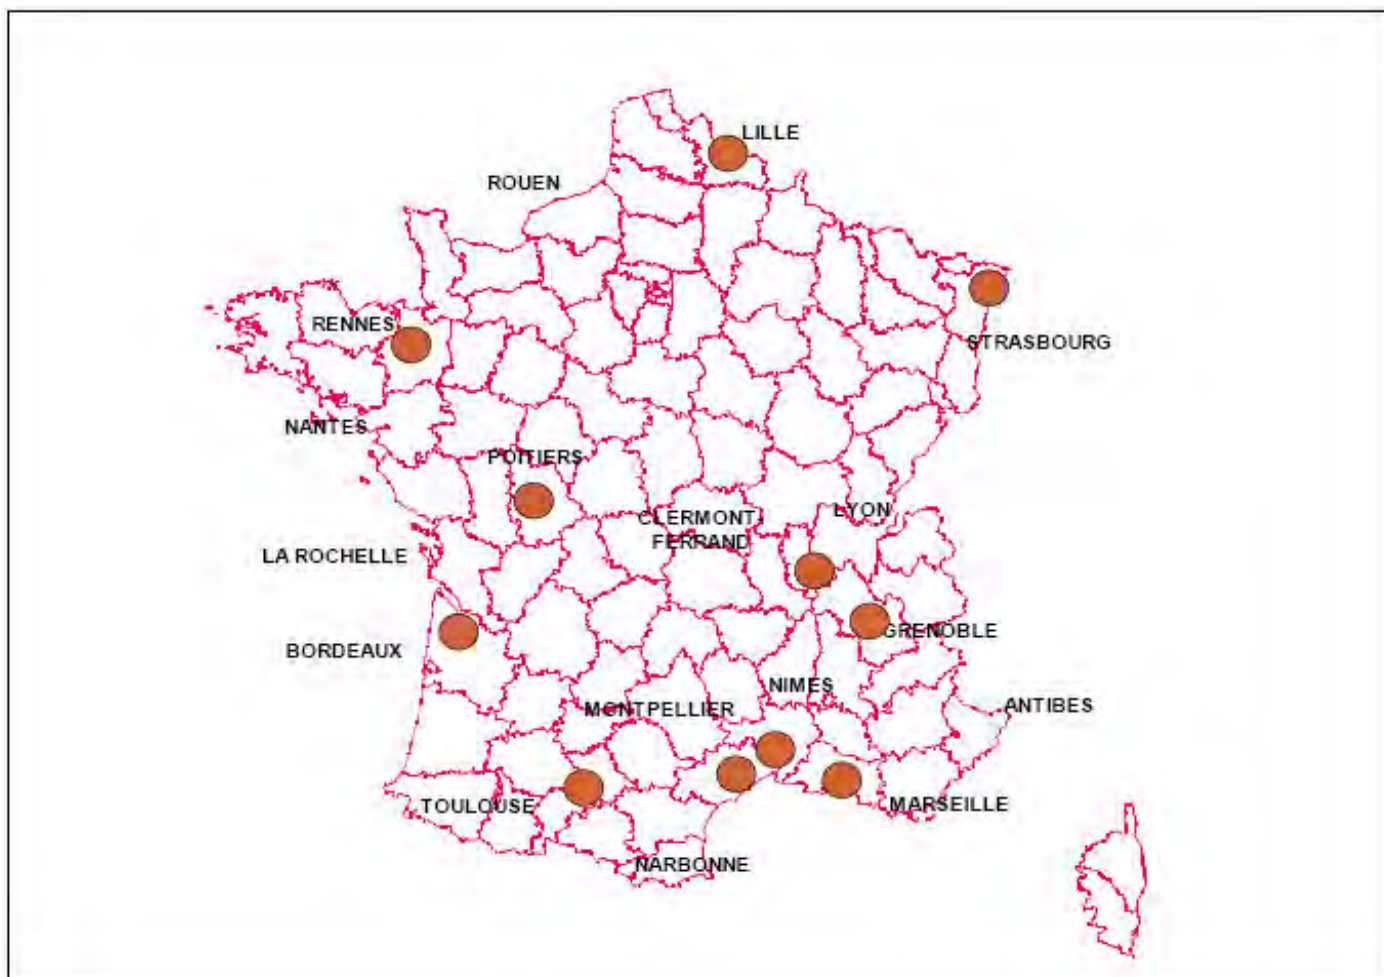 LILLE
ROUEN
RENNES
STRASBOURG
NANTES
POITIERS
LYON
CLERMONT-
FERRAND
LA ROCHELLE
GRENOBLE
BORDEAUX
NIMES
MONTPELLIER
ANTIBES
TOULOUSE
MARSEILLE
NARBONNE